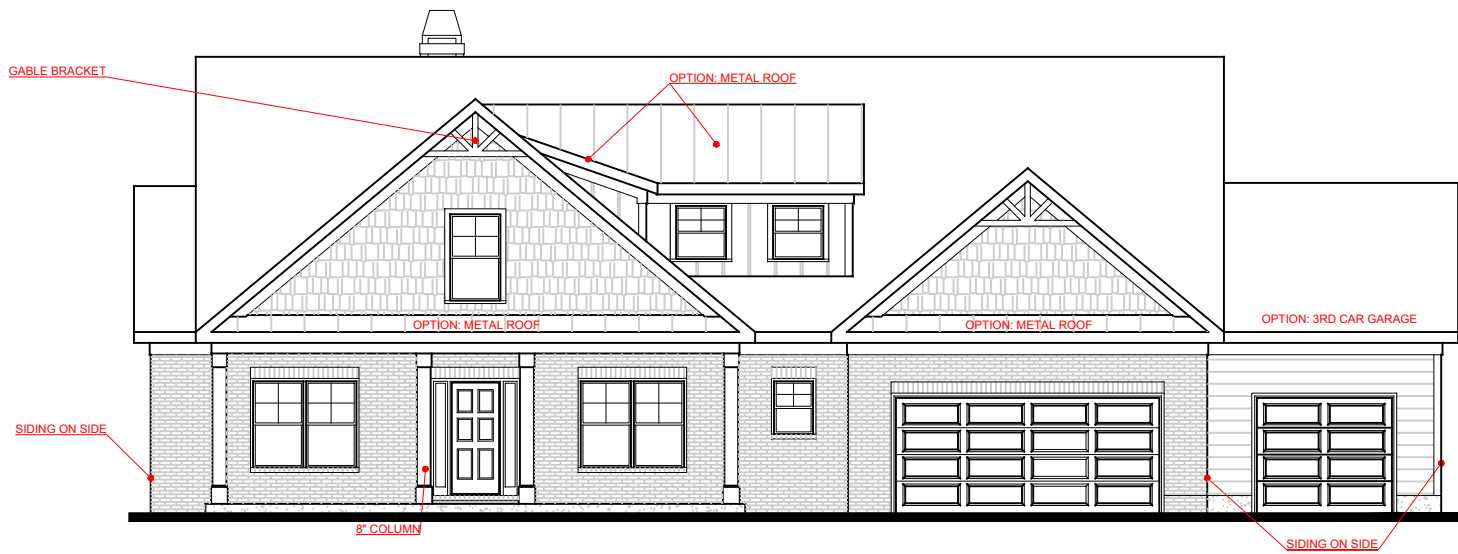 GABLE BRACKET
OPTION: METAL ROOF
OPTION: METAL ROOF
OPTION: METAL ROOF
OPTION: 3RD CAR GARAGE
SIDING ON SIDE
8" COLUMN
SIDING ON SIDE